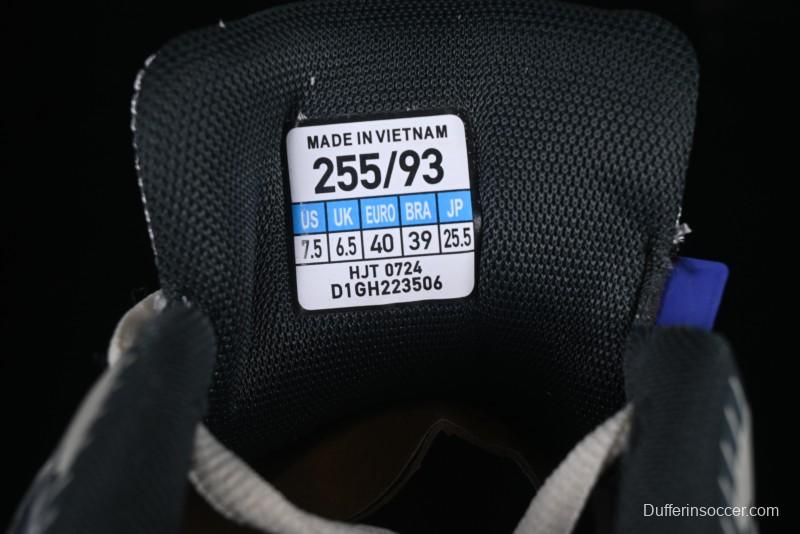 MADE IN VIETNAM
255/93
US UK EURO BRA JP
7.5 6.5 40 39 25.5
HJT 0724
D1GH223506
Dufferinsoccer.com